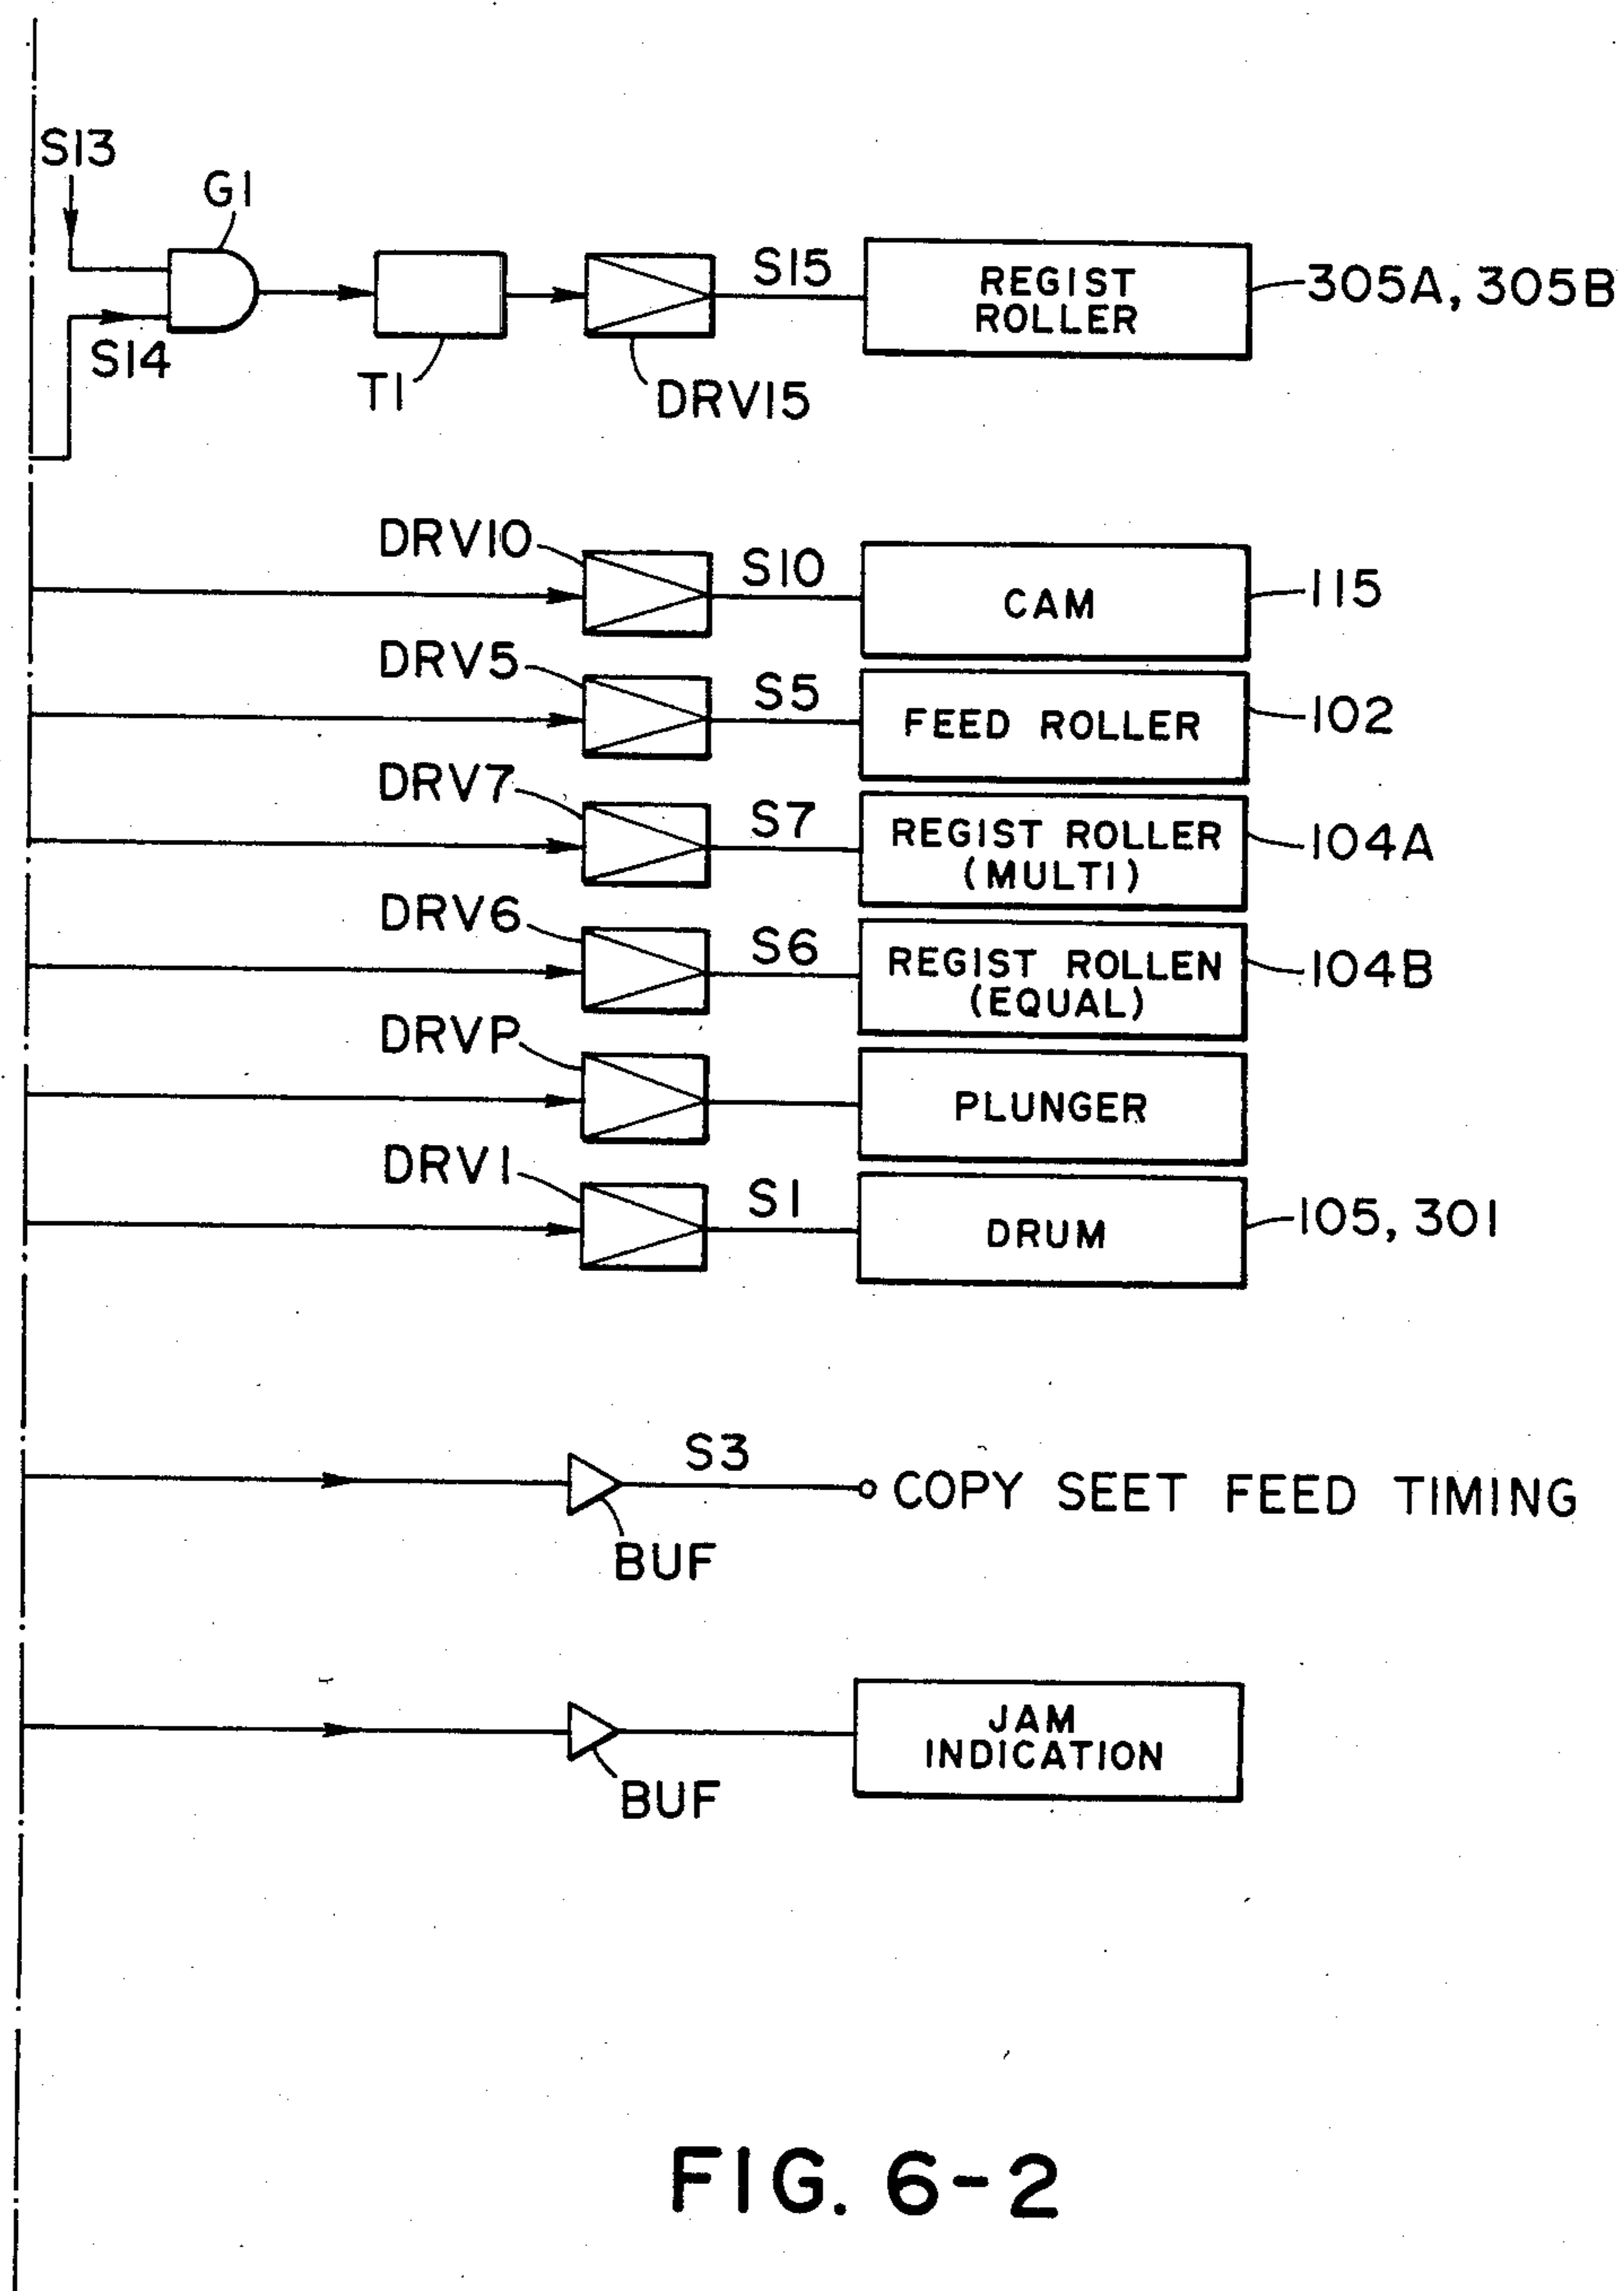 S13
G1
S15
REGIST
ROLLER
305A, 305B
S14
T1
DRV15
DRV10
S10
CAM
115
DRV5
S5
FEED ROLLER
102
DRV7
S7
REGIST ROLLER
(MULTI)
104A
DRV6
S6
REGIST ROLLEN
(EQUAL)
104B
DRVP
PLUNGER
DRV1
S1
DRUM
105, 301
S3
COPY SEET FEED TIMING
BUF
JAM
INDICATION
BUF
FIG. 6-2